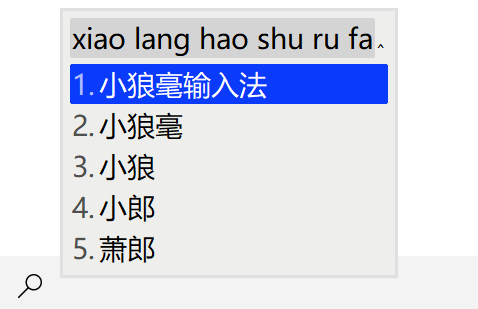 xiao lang hao shu ru fa‸
1. 小狼毫输入法
2. 小狼毫
3. 小狼
4. 小郎
5. 萧郎